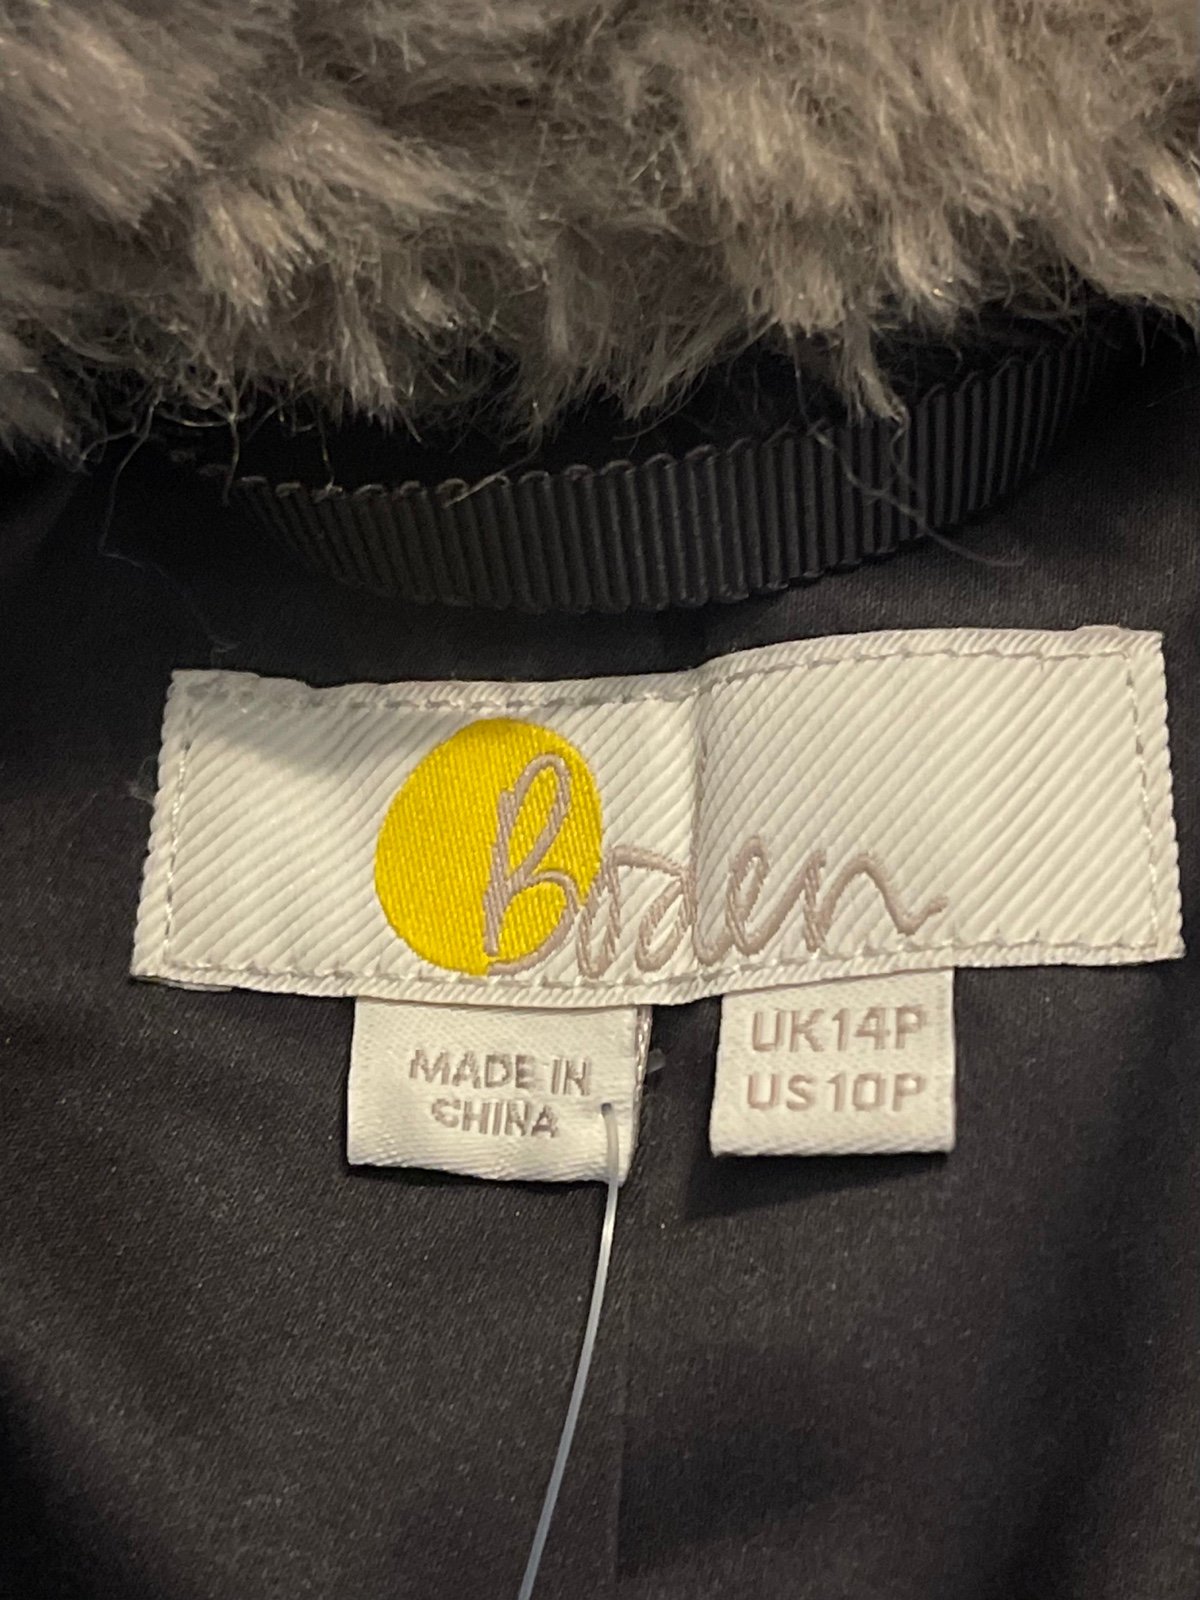 Boden
MADE IN
CHINA
UK14P
US10P